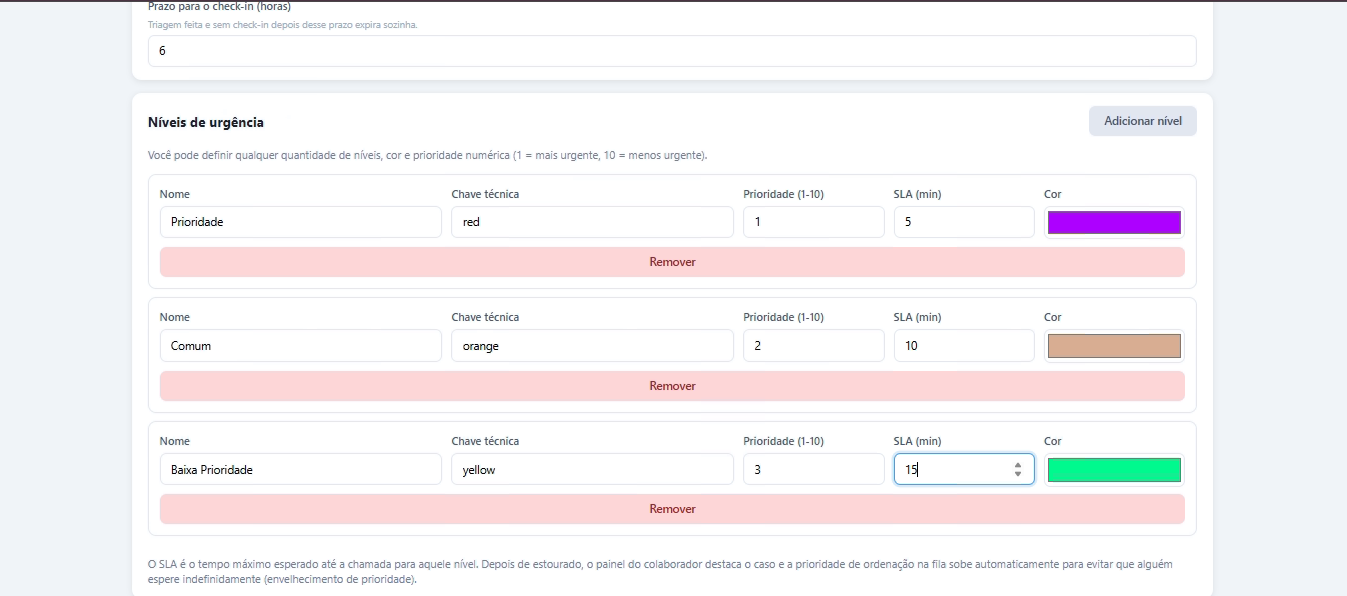 Prazo para o check-in (horas)
Triagem feita e sem check-in depois desse prazo expira sozinha.
6
Níveis de urgência
Adicionar nível
Você pode definir qualquer quantidade de níveis, cor e prioridade numérica (1 = mais urgente, 10 = menos urgente).
Nome Chave técnica Prioridade (1-10) SLA (min) Cor
Prioridade red 1 5
Remover
Nome Chave técnica Prioridade (1-10) SLA (min) Cor
Comum orange 2 10
Remover
Nome Chave técnica Prioridade (1-10) SLA (min) Cor
Baixa Prioridade yellow 3 15
Remover
O SLA é o tempo máximo esperado até a chamada para aquele nível. Depois de estourado, o painel do colaborador destaca o caso e a prioridade de ordenação na fila sobe automaticamente para evitar que alguém
espere indefinidamente (envelhecimento de prioridade).